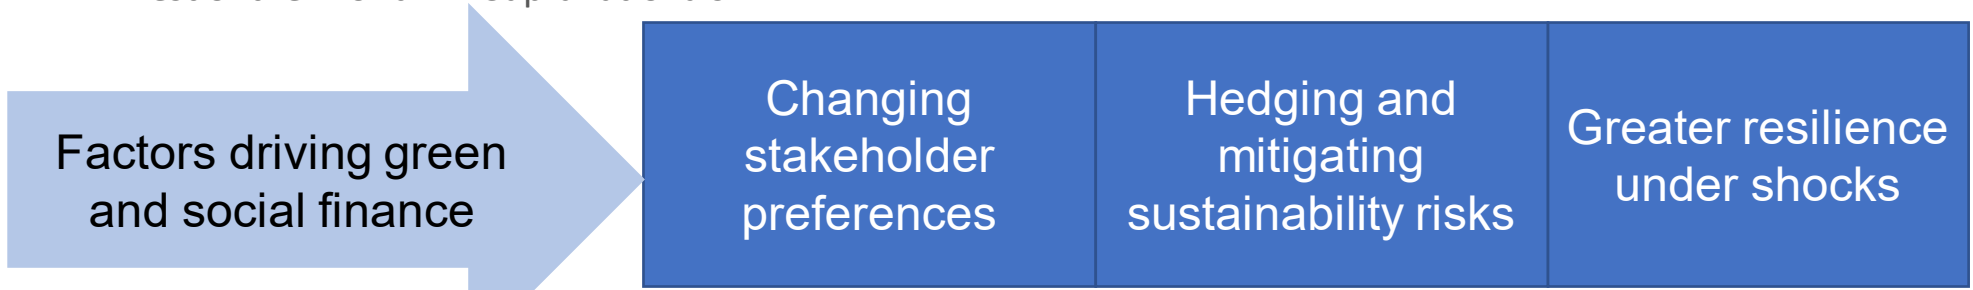 Factors driving green
and social finance
Changing
stakeholder
preferences
Hedging and
mitigating
sustainability risks
Greater resilience
under shocks